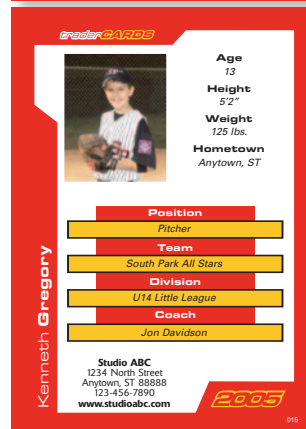 traderCARDS
Age
13
Height
5'2"
Weight
125 lbs.
Hometown
Anytown, ST
Position
Pitcher
Team
South Park All Stars
Division
U14 Little League
Coach
Jon Davidson
Kenneth Gregory
Studio ABC
1234 North Street
Anytown, ST 88888
123-456-7890
www.studioabc.com
2005
015